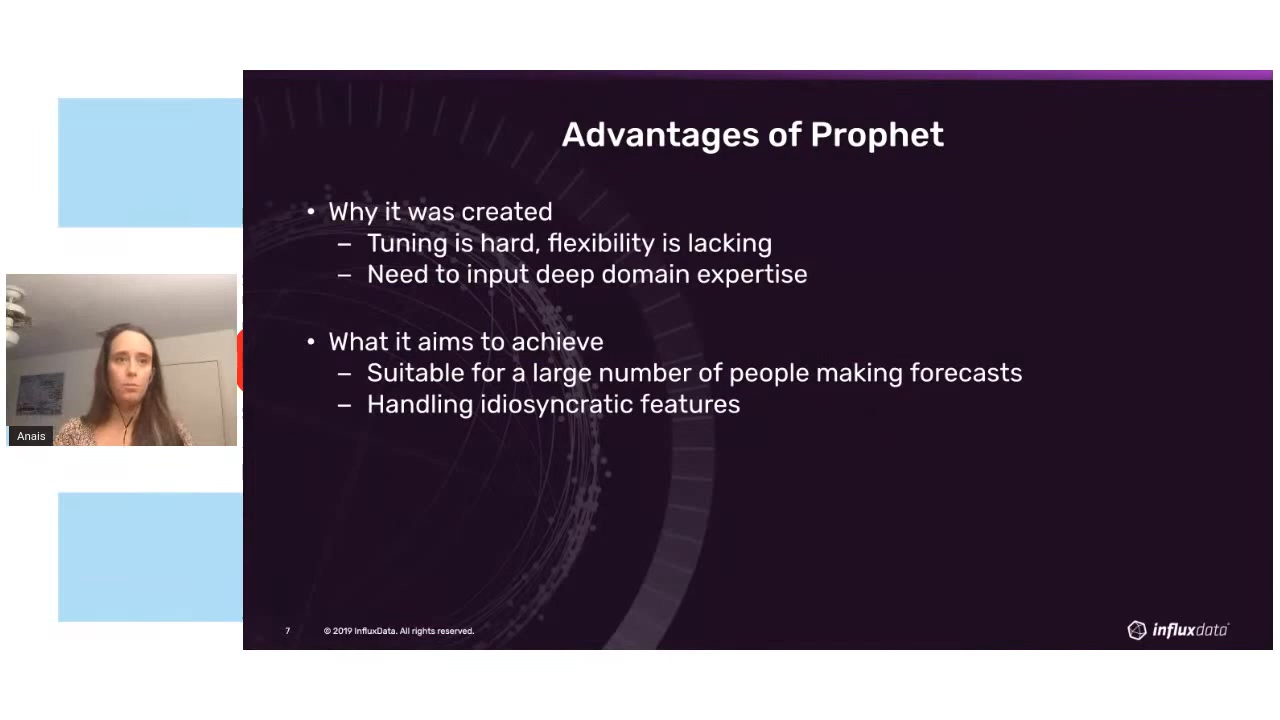 Advantages of Prophet
• Why it was created
– Tuning is hard, flexibility is lacking
– Need to input deep domain expertise
• What it aims to achieve
– Suitable for a large number of people making forecasts
– Handling idiosyncratic features
Anais
7
© 2019 InfluxData. All rights reserved.
influxdata